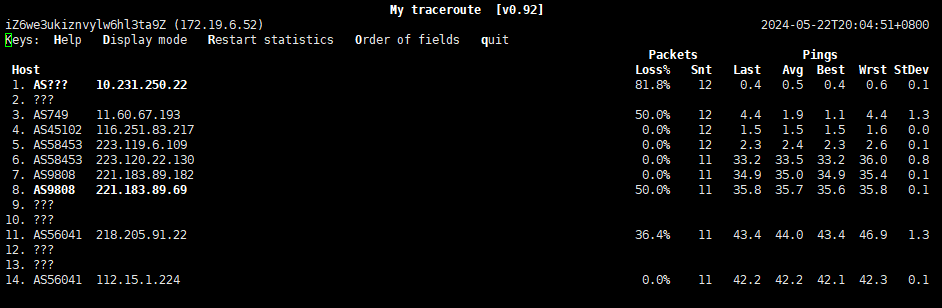 My traceroute [v0.92]
iZ6we3ukiznvylw6hl3ta9Z (172.19.6.52) 2024-05-22T20:04:51+0800
Keys: Help Display mode Restart statistics Order of fields quit
Packets Pings
Host Loss% Snt Last Avg Best Wrst StDev
1. AS??? 10.231.250.22 81.8% 12 0.4 0.5 0.4 0.6 0.1
2. ???
3. AS749 11.60.67.193 50.0% 12 4.4 1.9 1.1 4.4 1.3
4. AS45102 116.251.83.217 0.0% 12 1.5 1.5 1.5 1.6 0.0
5. AS58453 223.119.6.109 0.0% 12 2.3 2.4 2.3 2.6 0.1
6. AS58453 223.120.22.130 0.0% 11 33.2 33.5 33.2 36.0 0.8
7. AS9808 221.183.89.182 0.0% 11 34.9 35.0 34.9 35.4 0.1
8. AS9808 221.183.89.69 50.0% 11 35.8 35.7 35.6 35.8 0.1
9. ???
10. ???
11. AS56041 218.205.91.22 36.4% 11 43.4 44.0 43.4 46.9 1.3
12. ???
13. ???
14. AS56041 112.15.1.224 0.0% 11 42.2 42.2 42.1 42.3 0.1